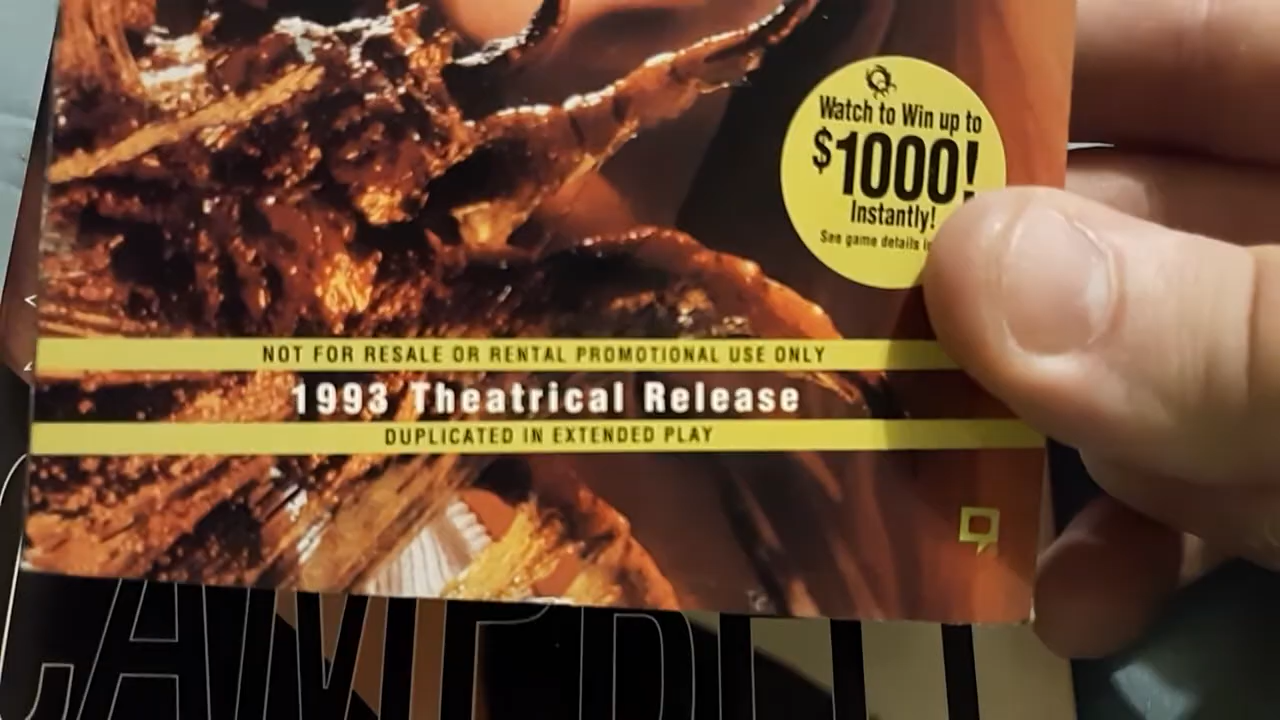 Watch to Win up to
$1000!
Instantly!
See game details
NOT FOR RESALE OR RENTAL PROMOTIONAL USE ONLY
1993 Theatrical Release
DUPLICATED IN EXTENDED PLAY
CAMPBELL